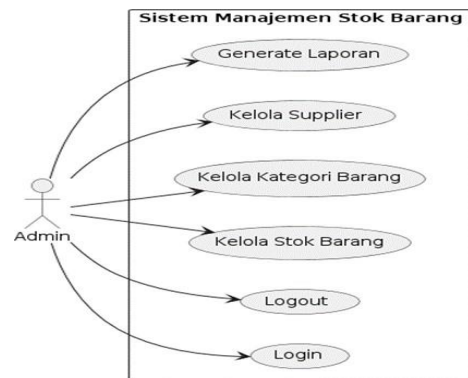 Sistem Manajemen Stok Barang
Generate Laporan
Kelola Supplier
Kelola Kategori Barang
Admin
Kelola Stok Barang
Logout
Login